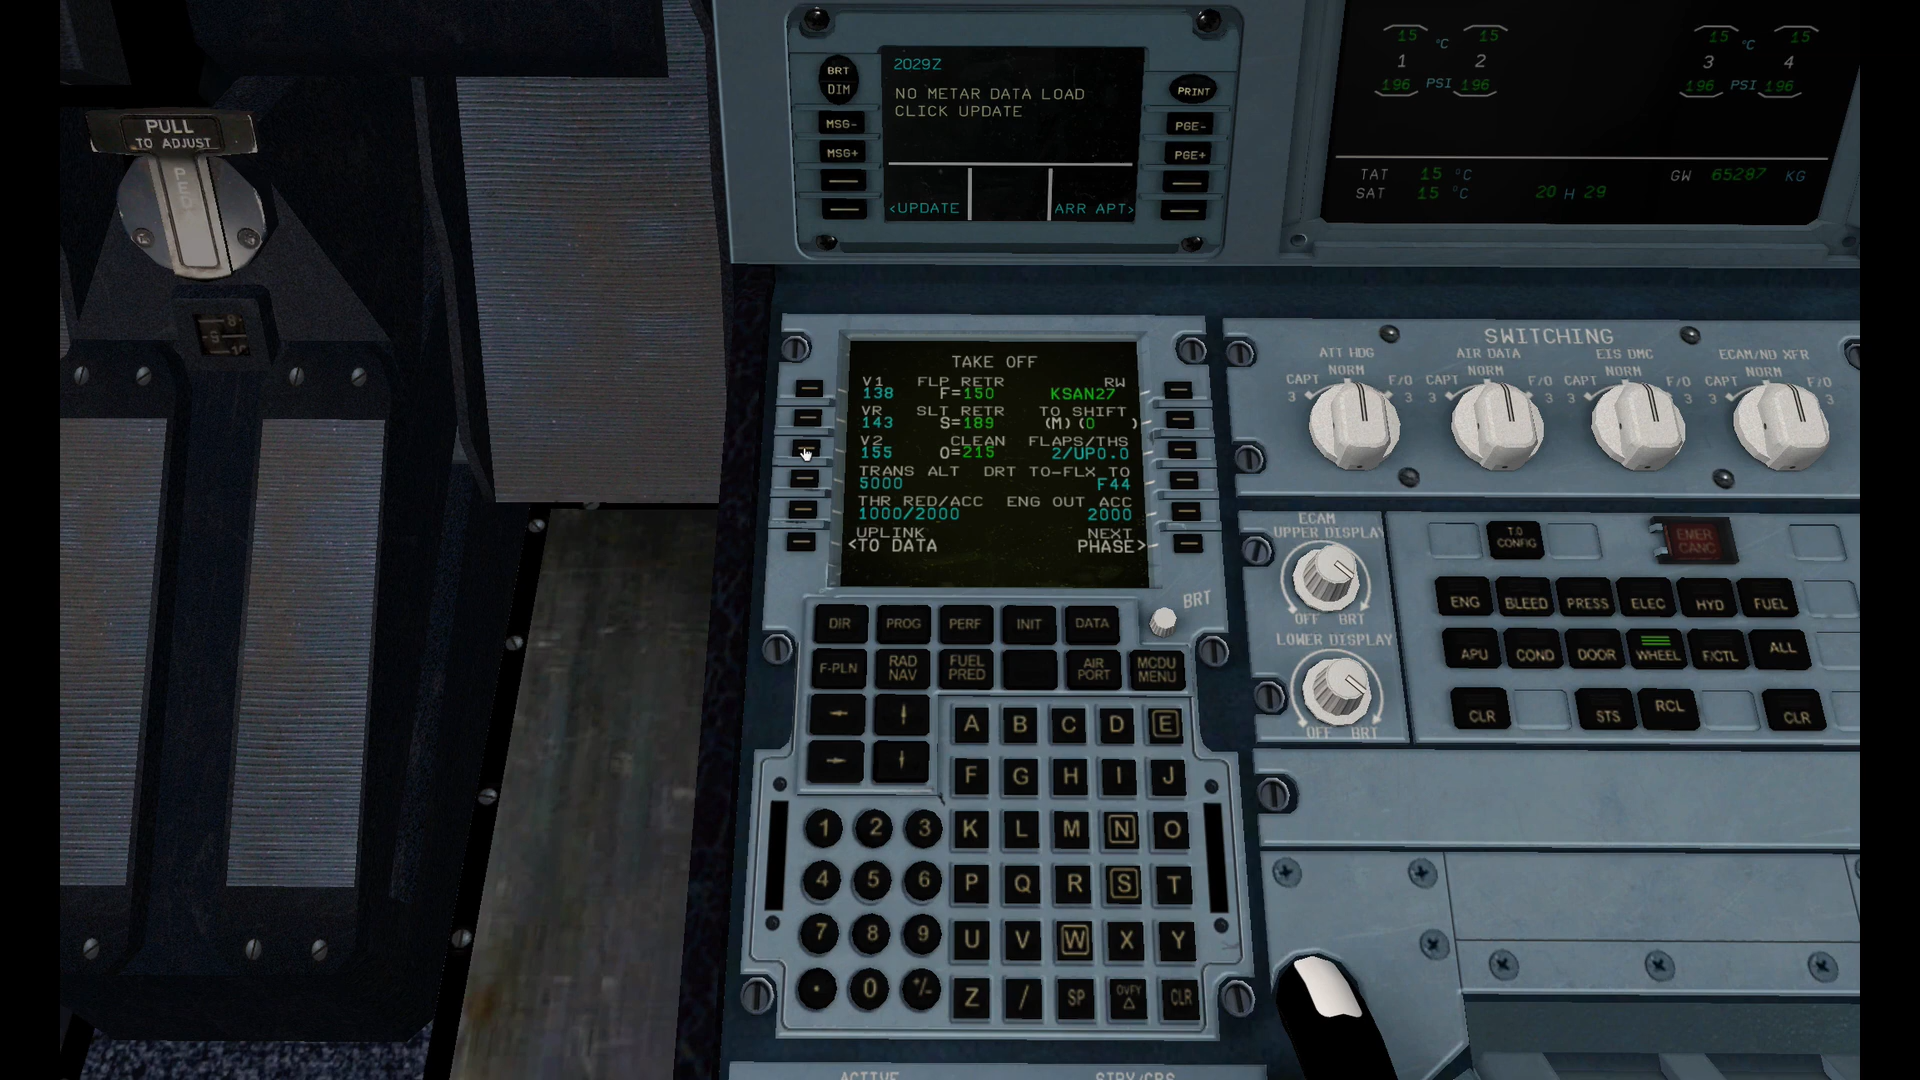 PULL
TO ADJUST
PED
8
9
10
BRT
DIM
MSG-
MSG+
2029Z
NO METAR DATA LOAD
CLICK UPDATE
<UPDATE
ARR APT>
PRINT
PGE-
PGE+
15 °C 15
1 2
196 PSI 196
15 °C 15
3 4
196 PSI 196
TAT 15 °C
SAT 15 °C
20 H 29
GW 65287 KG
TAKE OFF
V1 FLP RETR RW
138 F=150 KSAN27
VR SLT RETR TO SHIFT
143 S=189 (M)(0 )
V2 CLEAN FLAPS/THS
155 O=215 2/UP0.0
TRANS ALT DRT TO-FLX TO
5000 F44
THR RED/ACC ENG OUT ACC
1000/2000 2000
UPLINK NEXT
<TO DATA PHASE>
BRT
DIR PROG PERF INIT DATA
F-PLN RAD NAV FUEL PRED AIR PORT MCDU MENU
A B C D E
F G H I J
1 2 3 K L M N O
4 5 6 P Q R S T
7 8 9 U V W X Y
. 0 +/- Z / SP OVFY △ CLR
SWITCHING
ATT HDG AIR DATA EIS DMC ECAM/ND XFR
NORM NORM NORM NORM
CAPT F/O CAPT F/O CAPT F/O CAPT F/O
3 3 3 3 3 3 3 3
ECAM
UPPER DISPLAY
OFF BRT
LOWER DISPLAY
OFF BRT
T.O CONFIG
EMER CANC
ENG BLEED PRESS ELEC HYD FUEL
APU COND DOOR WHEEL F/CTL ALL
CLR STS RCL CLR
ACTIVE STBY/CRS